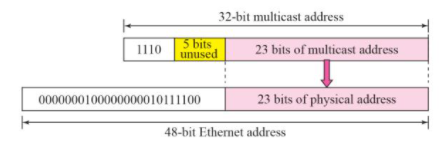 32-bit multicast address
1110
5 bits
unused
23 bits of multicast address
0000000100000000010111100
23 bits of physical address
48-bit Ethernet address